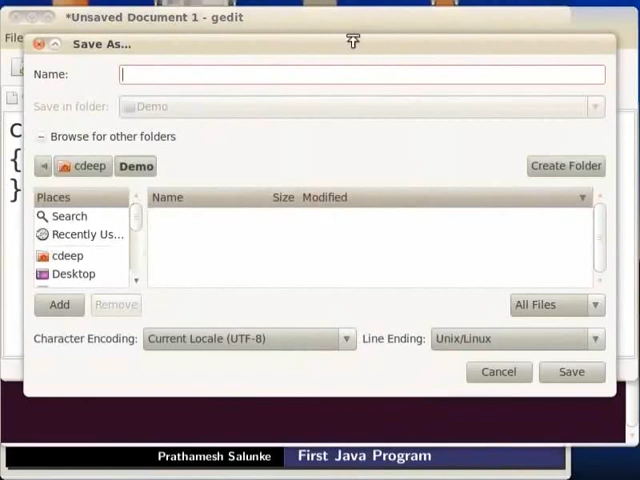 *Unsaved Document 1 - gedit
File
Save As...
Name:
Save in folder: Demo
Browse for other folders
cdeep Demo Create Folder
Places Name Size Modified
Search
Recently Us...
cdeep
Desktop
Add Remove All Files
Character Encoding: Current Locale (UTF-8) Line Ending: Unix/Linux
Cancel Save
c
{
}
Prathamesh Salunke First Java Program